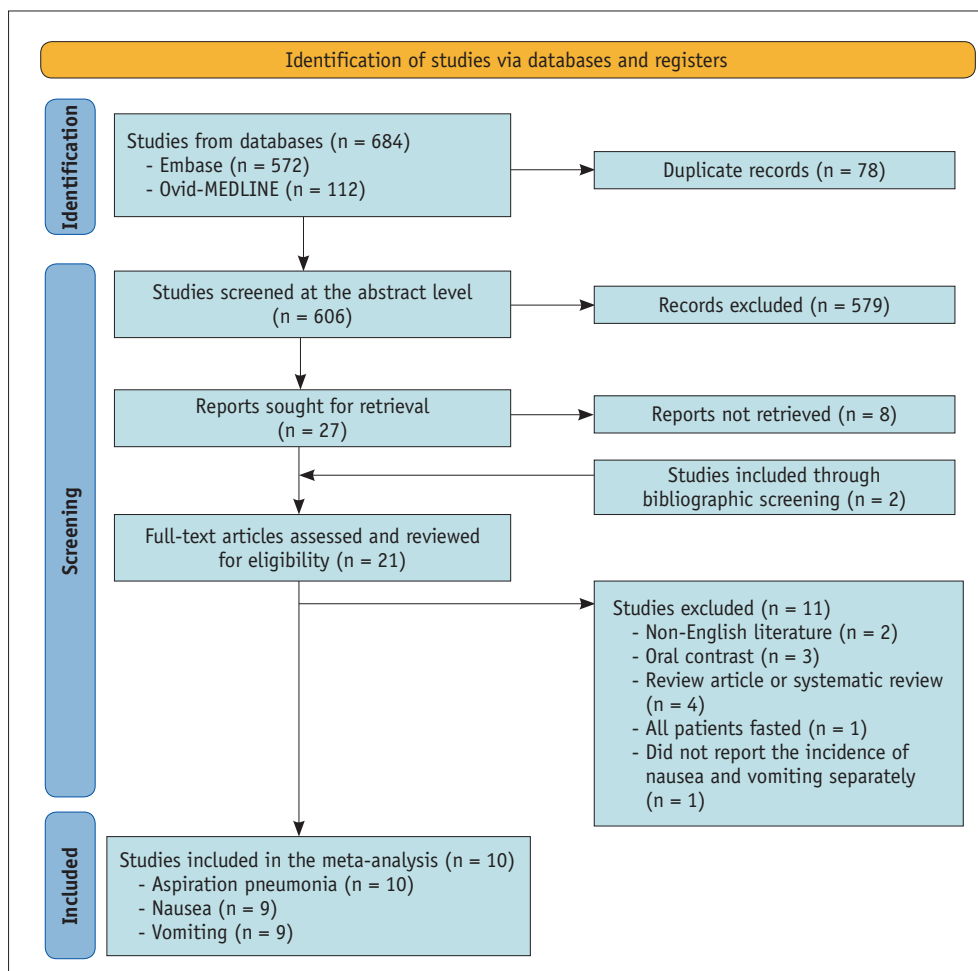 Identification of studies via databases and registers
Identification
Studies from databases (n = 684)
- Embase (n = 572)
- Ovid-MEDLINE (n = 112)
Duplicate records (n = 78)
Screening
Studies screened at the abstract level
(n = 606)
Records excluded (n = 579)
Reports sought for retrieval
(n = 27)
Reports not retrieved (n = 8)
Studies included through
bibliographic screening (n = 2)
Full-text articles assessed and reviewed
for eligibility (n = 21)
Studies excluded (n = 11)
- Non-English literature (n = 2)
- Oral contrast (n = 3)
- Review article or systematic review
(n = 4)
- All patients fasted (n = 1)
- Did not report the incidence of
nausea and vomiting separately
(n = 1)
Included
Studies included in the meta-analysis (n = 10)
- Aspiration pneumonia (n = 10)
- Nausea (n = 9)
- Vomiting (n = 9)